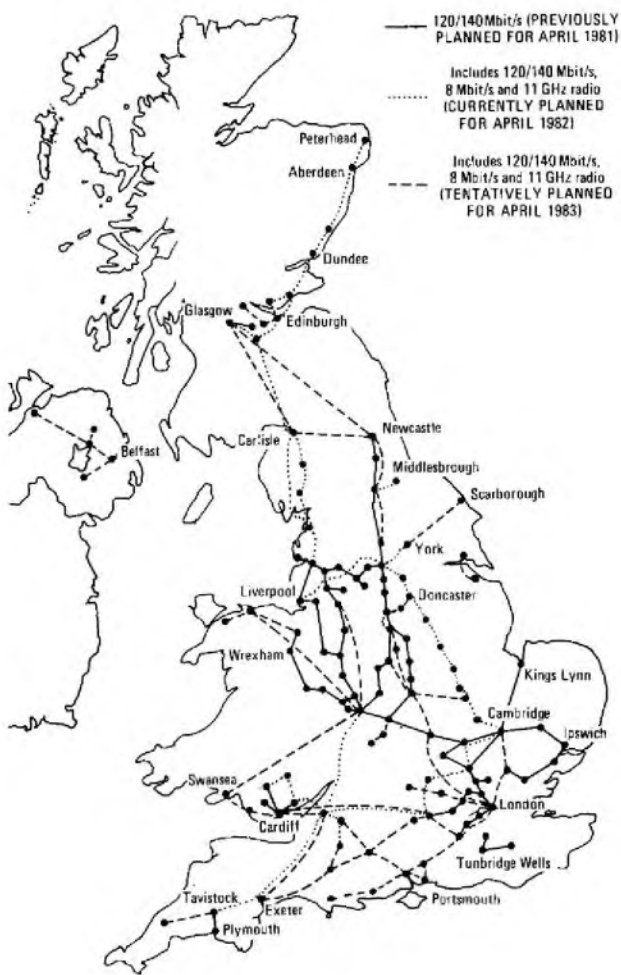 120/140 Mbit/s (PREVIOUSLY
PLANNED FOR APRIL 1981)
Includes 120/140 Mbit/s,
8 Mbit/s and 11 GHz radio
(CURRENTLY PLANNED
FOR APRIL 1982)
Includes 120/140 Mbit/s,
8 Mbit/s and 11 GHz radio
(TENTATIVELY PLANNED
FOR APRIL 1983)
Peterhead
Aberdeen
Dundee
Glasgow
Edinburgh
Carlisle
Newcastle
Belfast
Middlesbrough
Scarborough
York
Liverpool
Doncaster
Wrexham
Kings Lynn
Cambridge
Ipswich
Swansea
London
Cardiff
Tunbridge Wells
Tavistock
Exeter
Portsmouth
Plymouth